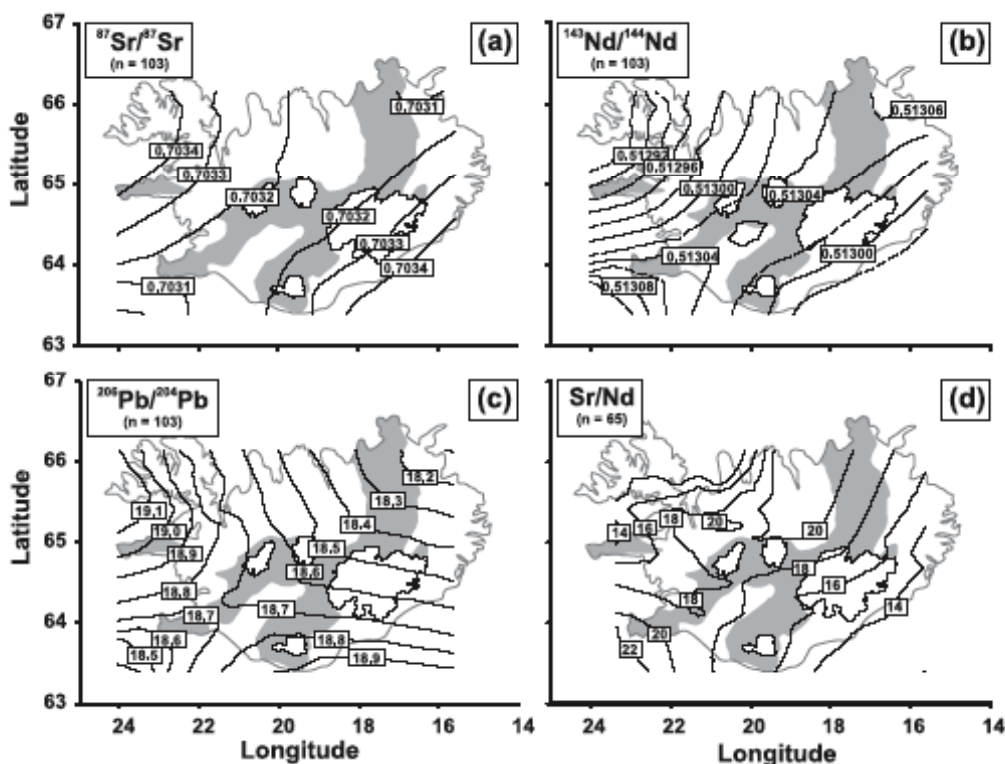 67
66
65
64
63
Latitude
⁸⁷Sr/⁸⁷Sr
(n = 103)
(a)
0,7031
0,7034
0,7033
0,7032
0,7032
0,7033
0,7034
0,7031
¹⁴³Nd/¹⁴⁴Nd
(n = 103)
(b)
0,51306
0,51292
0,51296
0,51300
0,51304
0,51304
0,51300
0,51308
Latitude
67
66
65
64
63
²⁰⁶Pb/²⁰⁴Pb
(n = 103)
(c)
18,2
18,3
19,1
19,0
18.4
18,9
18,5
18,6
18,8
18,7
18,7
18,6
18,8
18.5
18,9
24 22 20 18 16 14
Longitude
Sr/Nd
(n = 65)
(d)
14
16
18
20
20
18
16
18
14
20
22
24 22 20 18 16 14
Longitude
Latitude